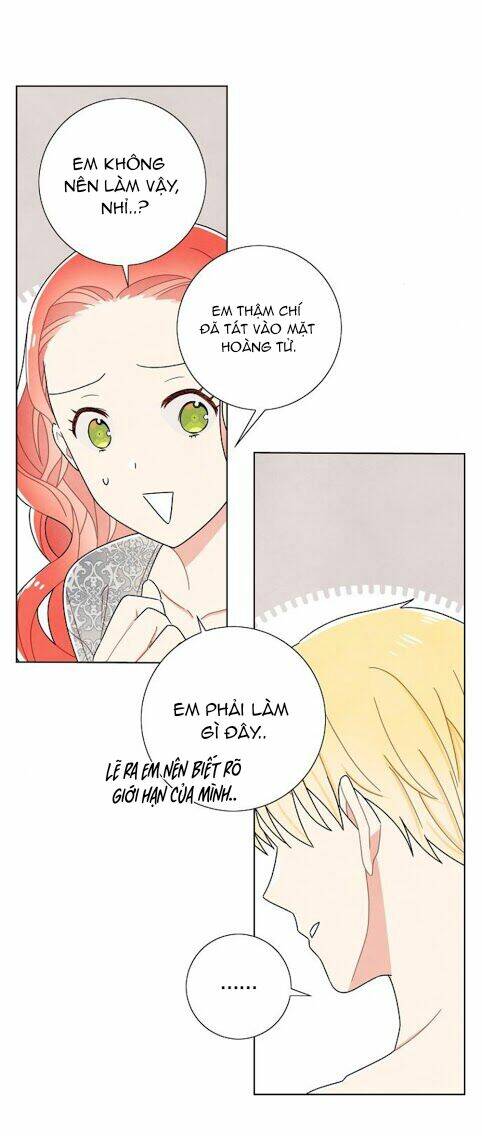 EM KHÔNG
NÊN LÀM VẬY,
NHỈ..?
EM THẬM CHÍ
ĐÃ TÁT VÀO MẶT
HOÀNG TỬ.
EM PHẢI LÀM
GÌ ĐÂY..
LẼ RA EM NÊN BIẾT RÕ
GIỚI HẠN CỦA MÌNH..
......